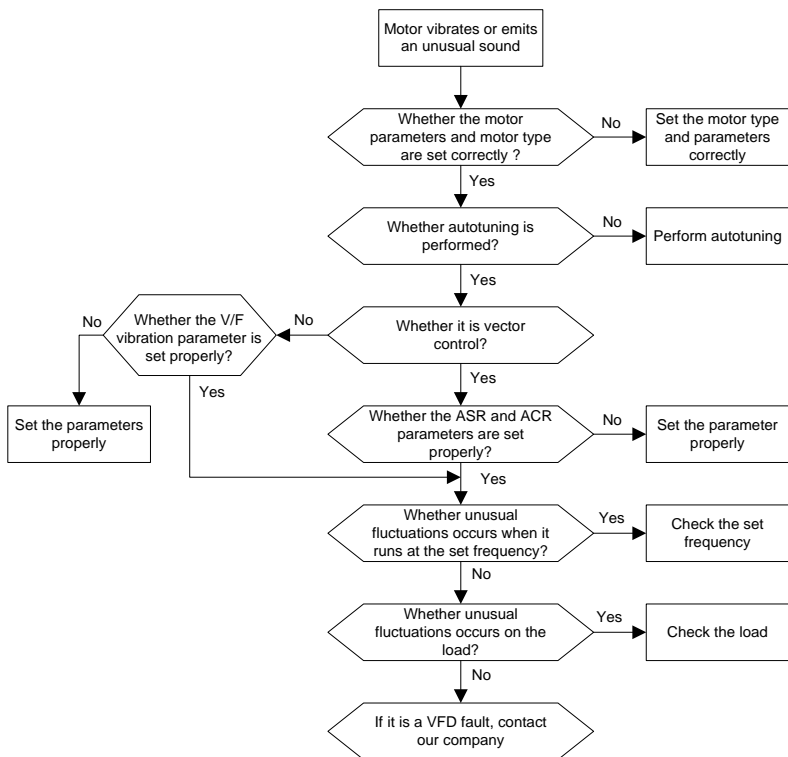 Motor vibrates or emits
an unusual sound
Whether the motor
parameters and motor type
are set correctly ?
No
Set the motor type
and parameters
correctly
Yes
Whether autotuning is
performed?
No
Perform autotuning
Yes
Whether it is vector
control?
No
Whether the V/F
vibration parameter is
set properly?
No
Yes
Yes
Set the parameters
properly
Whether the ASR and ACR
parameters are set
properly?
No
Set the parameter
properly
Yes
Whether unusual
fluctuations occurs when it
runs at the set frequency?
Yes
Check the set
frequency
No
Whether unusual
fluctuations occurs on the
load?
Yes
Check the load
No
If it is a VFD fault, contact
our company